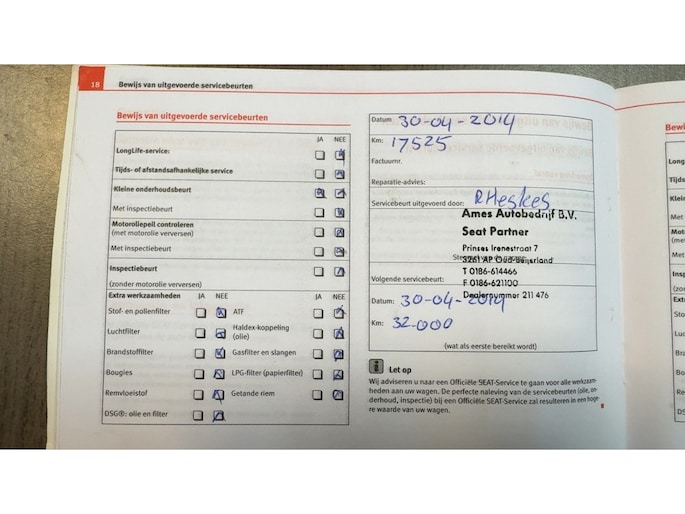 18 Bewijs van uitgevoerde servicebeurten
Bewijs van uitgevoerde servicebeurten
JA NEE
LongLife-service:
Tijds- of afstandsafhankelijke service
Kleine onderhoudsbeurt
Met inspectiebeurt
Motoroliepeil controleren
(met motorolie verversen)
Met inspectiebeurt
Inspectiebeurt
(zonder motorolie verversen)
Extra werkzaamheden JA NEE JA NEE
Stof- en pollenfilter ATF
Luchtfilter Haldex-koppeling
(olie)
Brandstoffilter Gasfilter en slangen
Bougies LPG-filter (papierfilter)
Remvloeistof Getande riem
DSG®: olie en filter
Datum 30-04-2014
Km: 17525
Factuurnr.
Reparatie-advies:
Servicebeurt uitgevoerd door:
Ames Autobedrijf B.V.
Seat Partner
Prinses Irenestraat 7
3261 AP Oud-Beijerland
T 0186-614466
F 0186-621100
Dealernummer 211 476
Volgende servicebeurt:
Datum: 30-04-2014
Km: 32-000
(wat als eerste bereikt wordt)
Let op
Wij adviseren u naar een Officiële SEAT-Service te gaan voor alle werkzaam-
heden aan uw wagen. De perfecte naleving van de servicebeurten (olie, on-
derhoud, inspectie) bij een Officiële SEAT-Service zal resulteren in een hoge-
re waarde van uw wagen.